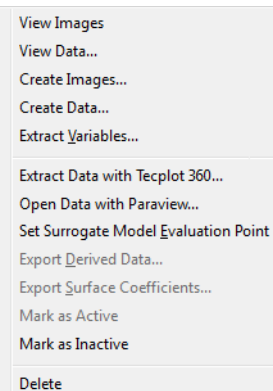 View Images
View Data...
Create Images...
Create Data...
Extract Variables...
Extract Data with Tecplot 360...
Open Data with Paraview...
Set Surrogate Model Evaluation Point
Export Derived Data...
Export Surface Coefficients...
Mark as Active
Mark as Inactive
Delete